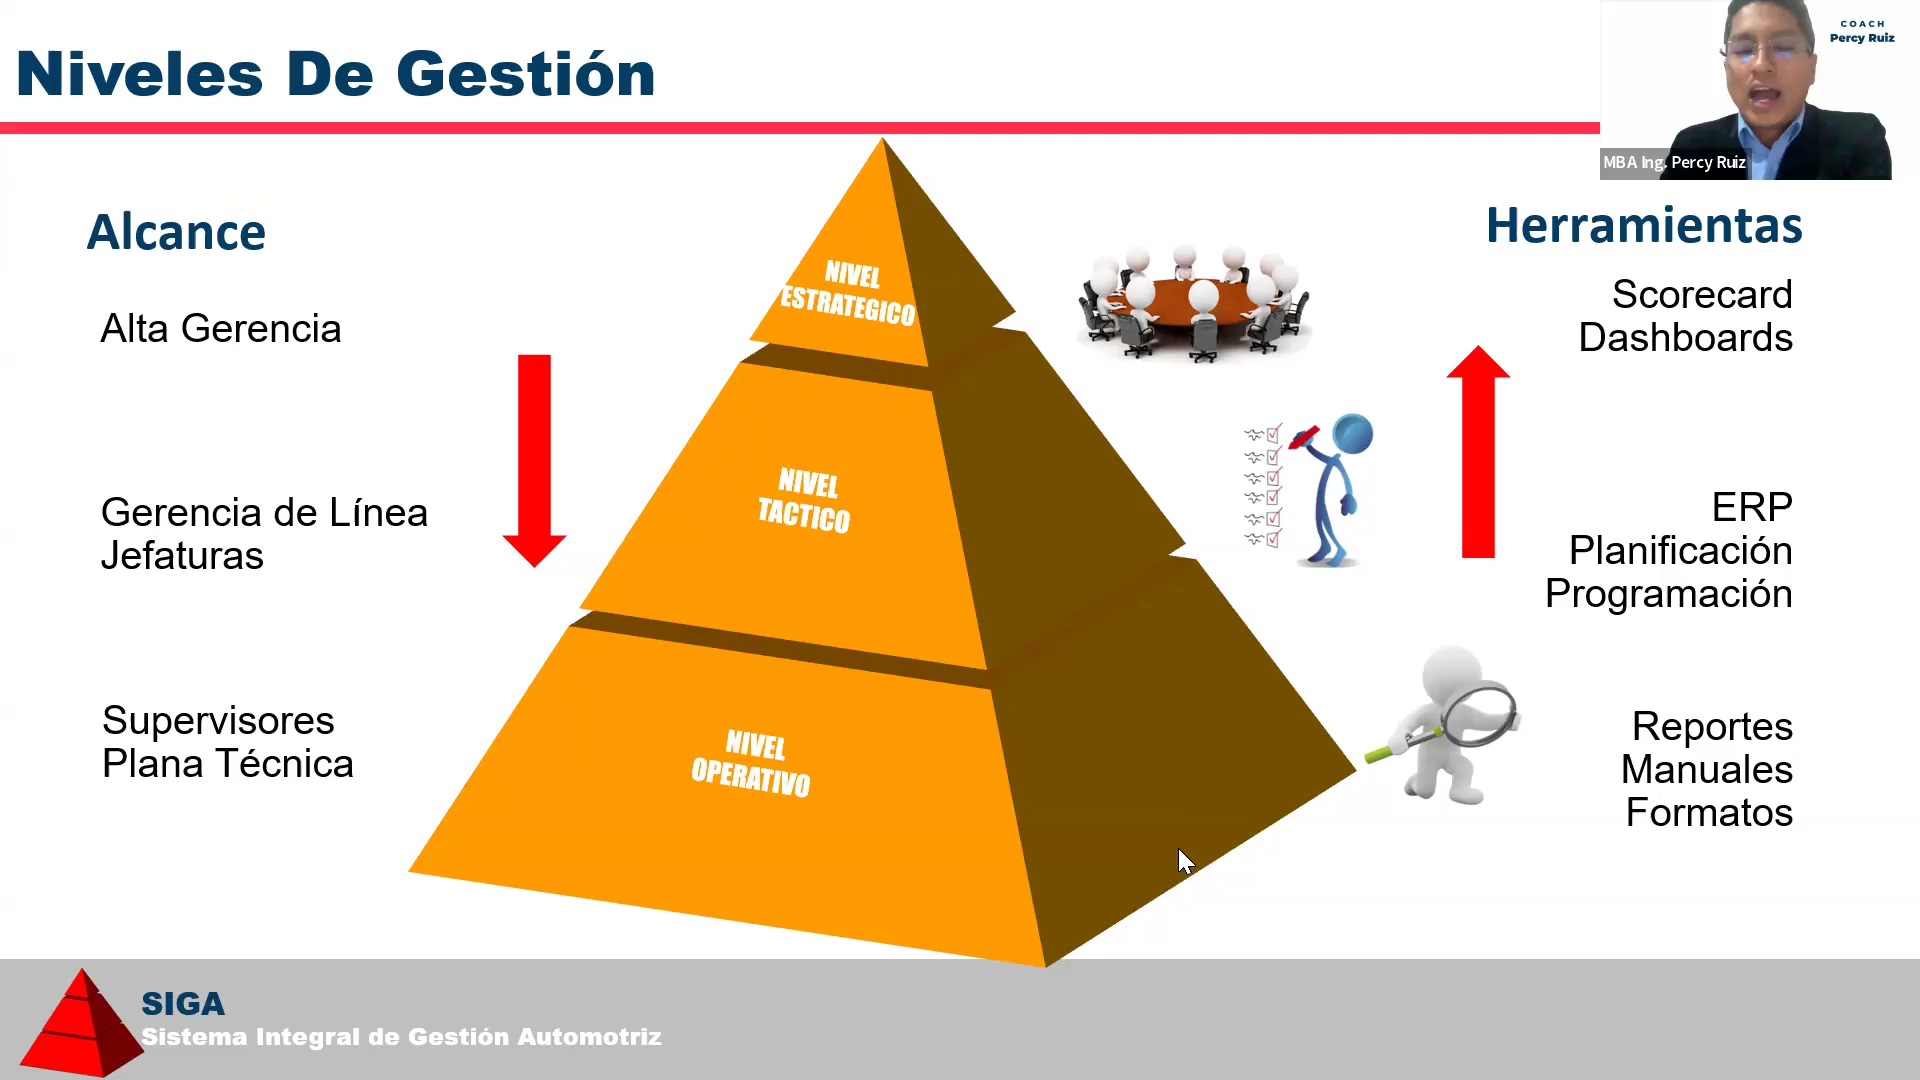 Niveles De Gestión
COACH
Percy Ruiz
MBA Ing. Percy Ruiz
Alcance
Alta Gerencia
Gerencia de Línea
Jefaturas
Supervisores
Plana Técnica
NIVEL
ESTRATEGICO
NIVEL
TACTICO
NIVEL
OPERATIVO
Herramientas
Scorecard
Dashboards
ERP
Planificación
Programación
Reportes
Manuales
Formatos
SIGA
Sistema Integral de Gestión Automotriz